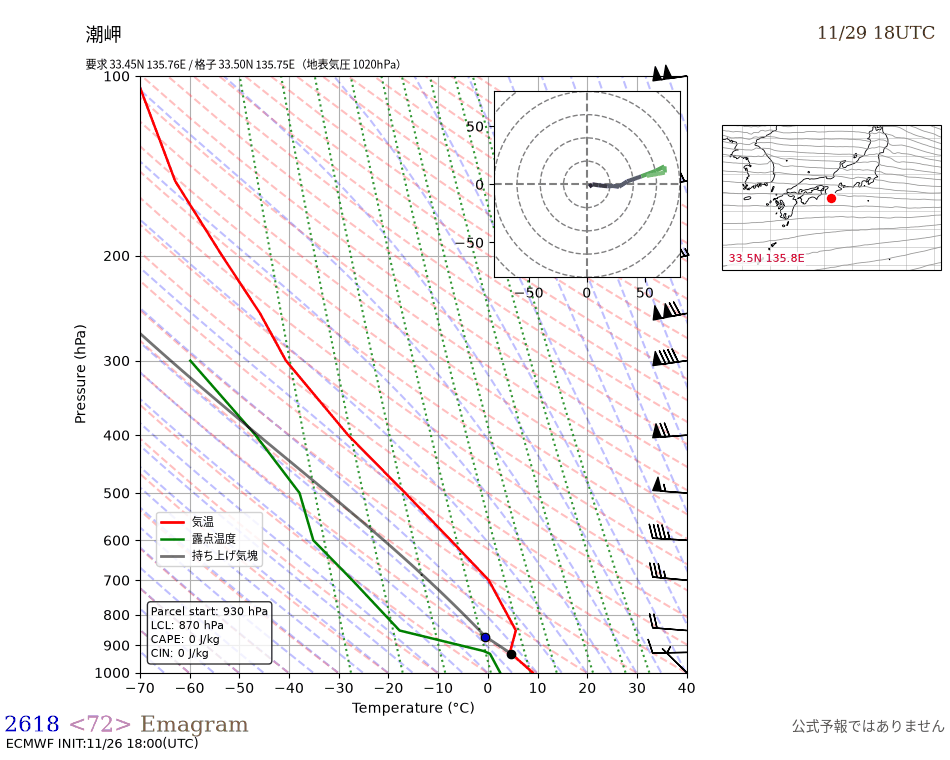 潮岬
11/29 18UTC
要求 33.45N 135.76E / 格子 33.50N 135.75E（地表気圧 1020hPa）
100
200
300
400
500
600
700
800
900
1000
Pressure (hPa)
50
0
−50
−50 0 50
33.5N 135.8E
気温
露点温度
持ち上げ気塊
Parcel start: 930 hPa
LCL: 870 hPa
CAPE: 0 J/kg
CIN: 0 J/kg
−70 −60 −50 −40 −30 −20 −10 0 10 20 30 40
Temperature (°C)
2618 <72> Emagram
公式予報ではありません
ECMWF INIT:11/26 18:00(UTC)